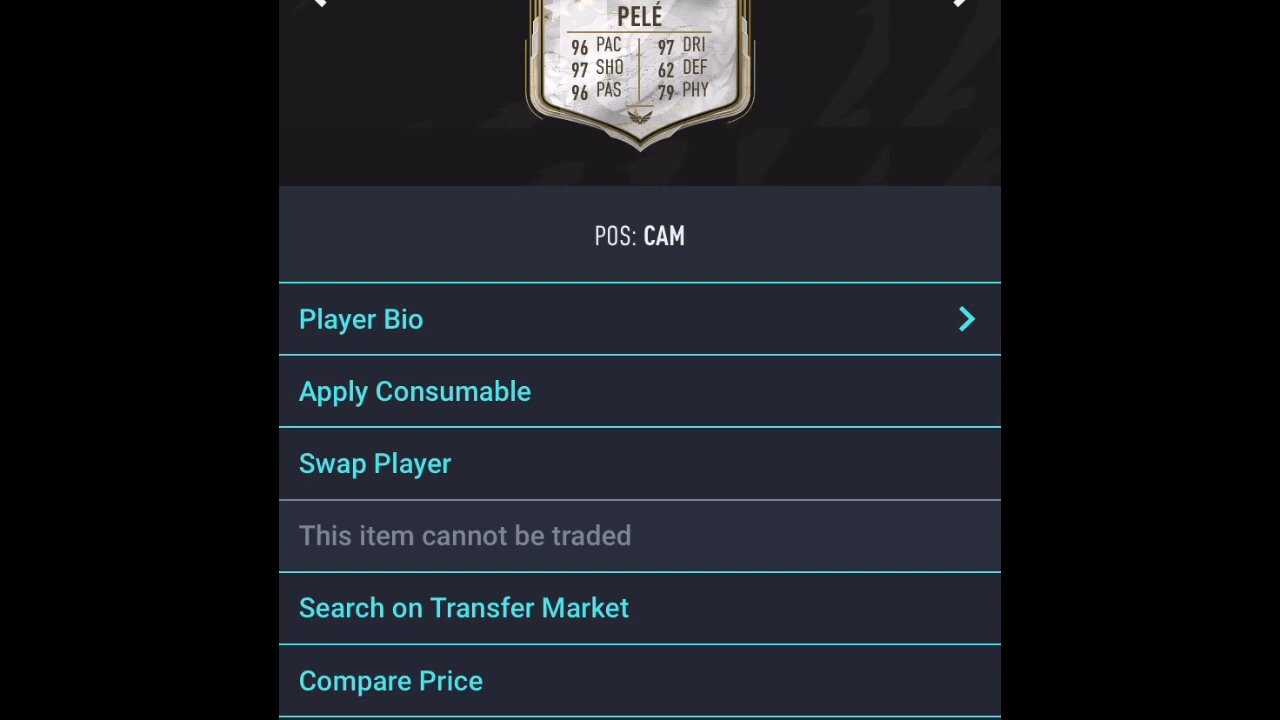 PELÉ
96 PAC 97 DRI
97 SHO 62 DEF
96 PAS 79 PHY
POS: CAM
Player Bio
Apply Consumable
Swap Player
This item cannot be traded
Search on Transfer Market
Compare Price